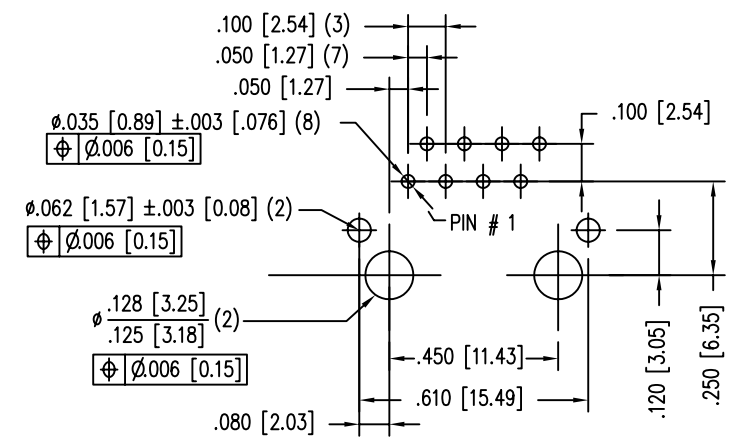 .100 [2.54] (3)
.050 [1.27] (7)
.050 [1.27]
.100 [2.54]
ø.035 [0.89] ±.003 [.076] (8)
⌖ Ø.006 [0.15]
ø.062 [1.57] ±.003 [0.08] (2)
PIN # 1
⌖ Ø.006 [0.15]
ø .128 [3.25]
.125 [3.18] (2)
⌖ Ø.006 [0.15]
.450 [11.43]
.610 [15.49]
.080 [2.03]
.120 [3.05]
.250 [6.35]